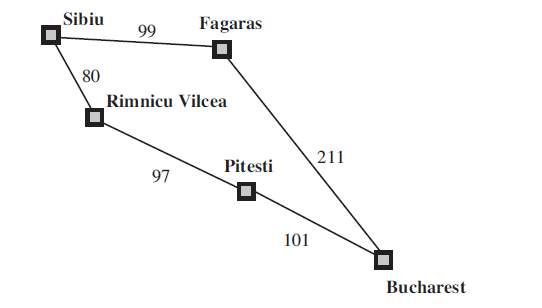 Sibiu
Fagaras
99
80
Rimnicu Vilcea
211
Pitesti
97
101
Bucharest